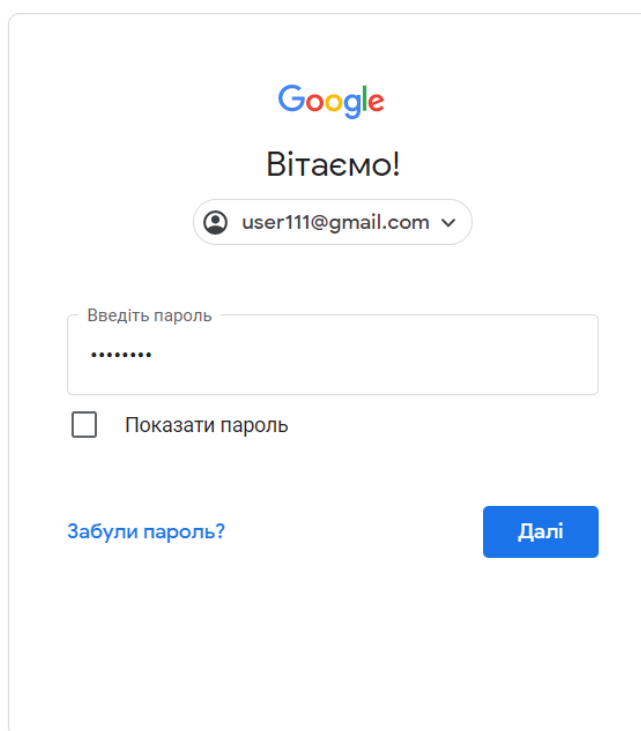 Google
Вітаємо!
user111@gmail.com
Введіть пароль
••••••••
Показати пароль
Забули пароль?
Далі